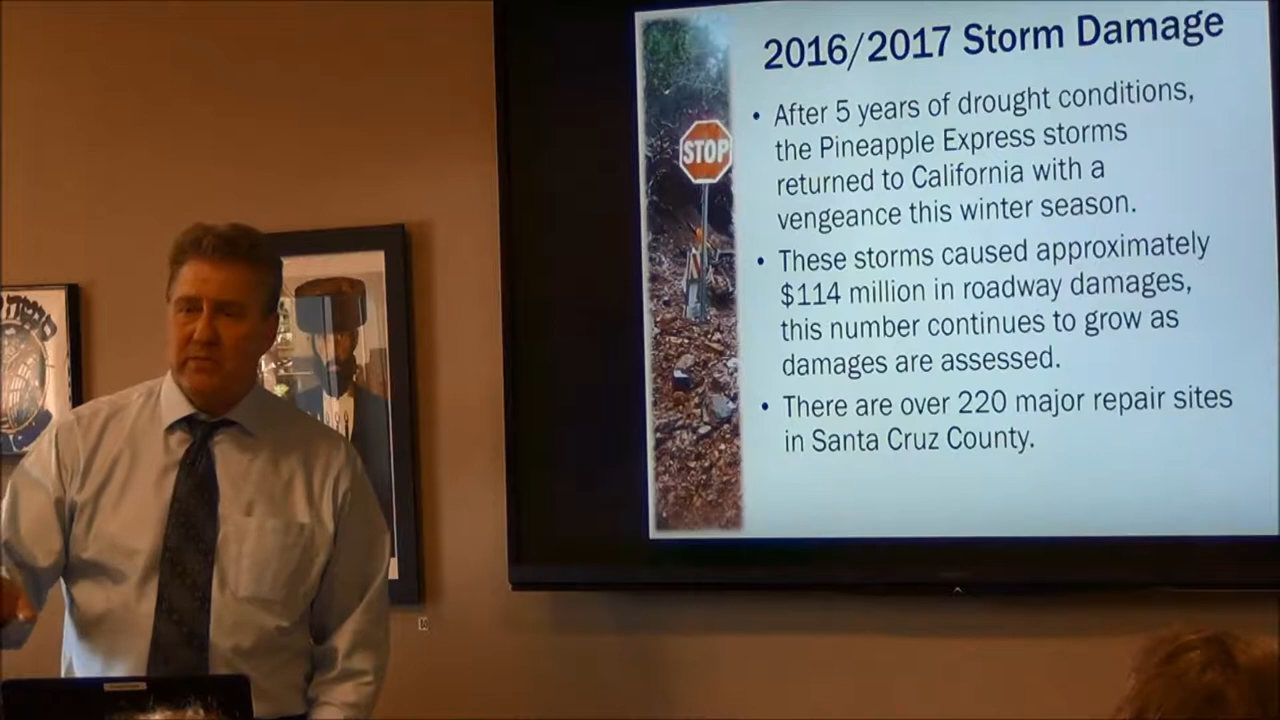 2016/2017 Storm Damage
• After 5 years of drought conditions,
the Pineapple Express storms
returned to California with a
vengeance this winter season.
• These storms caused approximately
$114 million in roadway damages,
this number continues to grow as
damages are assessed.
• There are over 220 major repair sites
in Santa Cruz County.
STOP